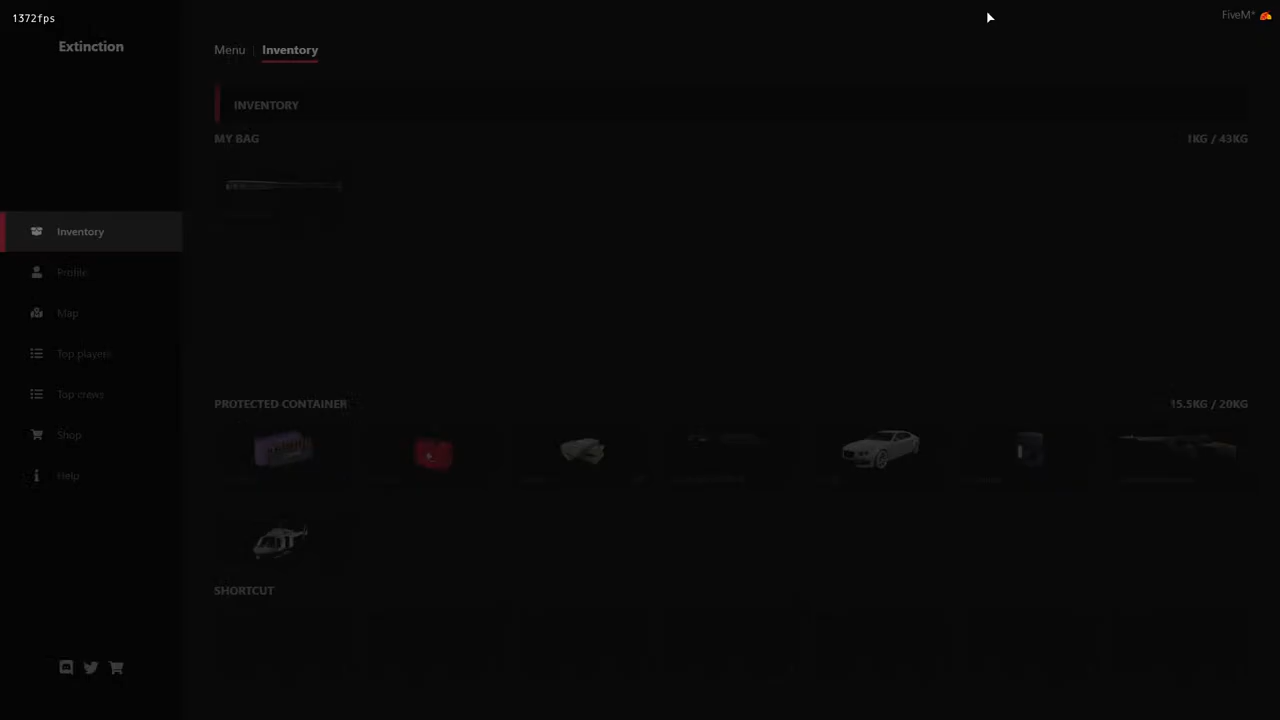 1372fps
FiveM*
Extinction
Menu | Inventory
INVENTORY
MY BAG
1KG / 43KG
Inventory
Profile
Map
Top players
Top crews
Shop
Help
PROTECTED CONTAINER
15.5KG / 20KG
SHORTCUT